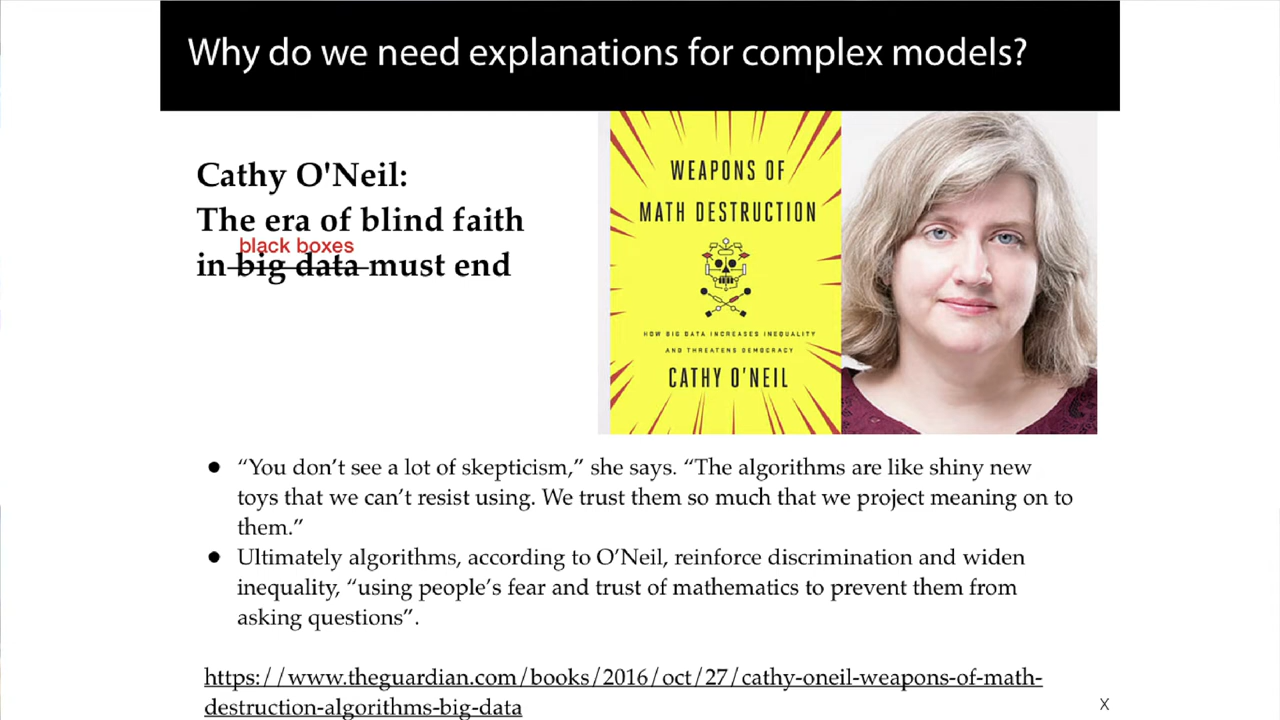 Why do we need explanations for complex models?
Cathy O'Neil:
The era of blind faith
black boxes
in big data must end
WEAPONS OF
MATH DESTRUCTION
HOW BIG DATA INCREASES INEQUALITY
AND THREATENS DEMOCRACY
CATHY O'NEIL
● “You don’t see a lot of skepticism,” she says. “The algorithms are like shiny new
toys that we can’t resist using. We trust them so much that we project meaning on to
them.”
● Ultimately algorithms, according to O’Neil, reinforce discrimination and widen
inequality, “using people’s fear and trust of mathematics to prevent them from
asking questions”.
https://www.theguardian.com/books/2016/oct/27/cathy-oneil-weapons-of-math-
destruction-algorithms-big-data
X